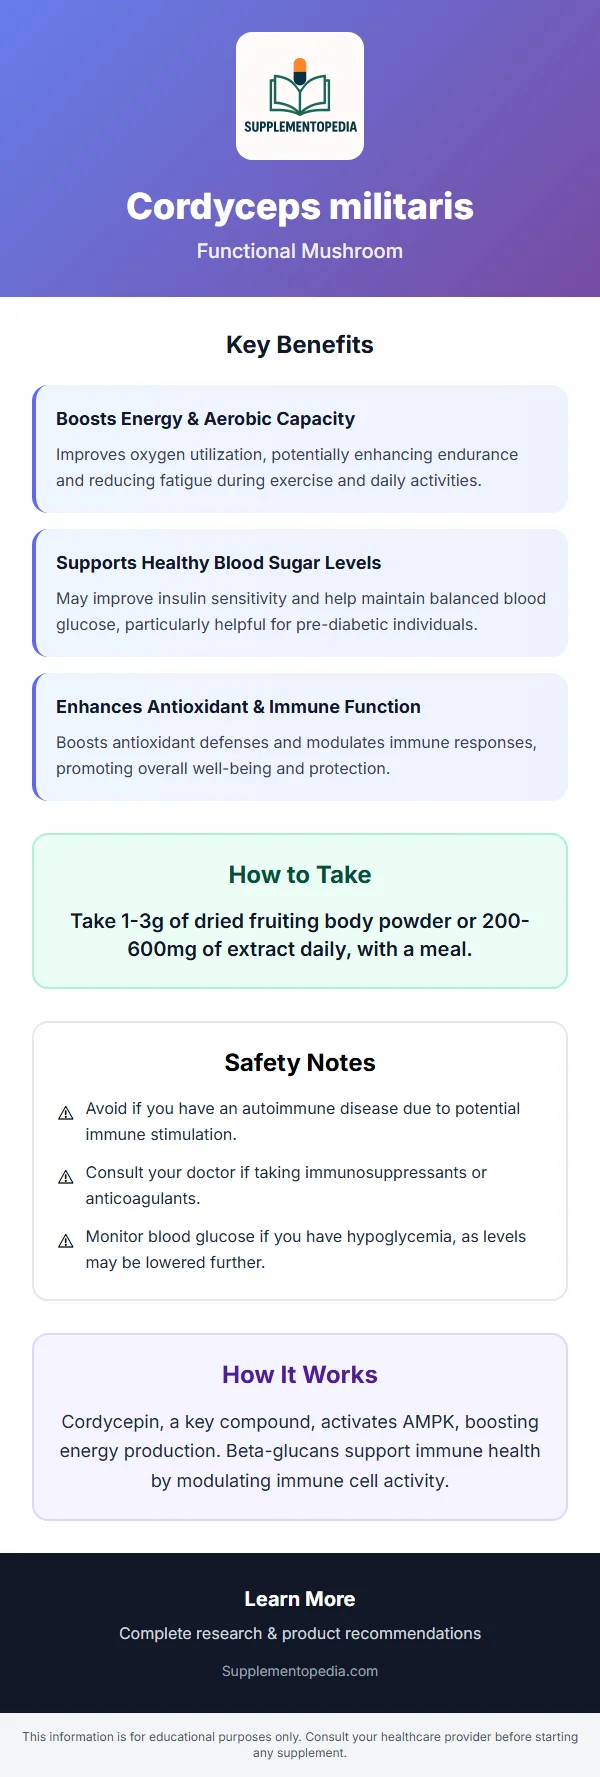 SUPPLEMENTOPEDIA
Cordyceps militaris
Functional Mushroom
Key Benefits
Boosts Energy & Aerobic Capacity
Improves oxygen utilization, potentially enhancing endurance
and reducing fatigue during exercise and daily activities.
Supports Healthy Blood Sugar Levels
May improve insulin sensitivity and help maintain balanced blood
glucose, particularly helpful for pre-diabetic individuals.
Enhances Antioxidant & Immune Function
Boosts antioxidant defenses and modulates immune responses,
promoting overall well-being and protection.
How to Take
Take 1-3g of dried fruiting body powder or 200-
600mg of extract daily, with a meal.
Safety Notes
Avoid if you have an autoimmune disease due to potential
immune stimulation.
Consult your doctor if taking immunosuppressants or
anticoagulants.
Monitor blood glucose if you have hypoglycemia, as levels
may be lowered further.
How It Works
Cordycepin, a key compound, activates AMPK, boosting
energy production. Beta-glucans support immune health
by modulating immune cell activity.
Learn More
Complete research & product recommendations
Supplementopedia.com
This information is for educational purposes only. Consult your healthcare provider before starting
any supplement.